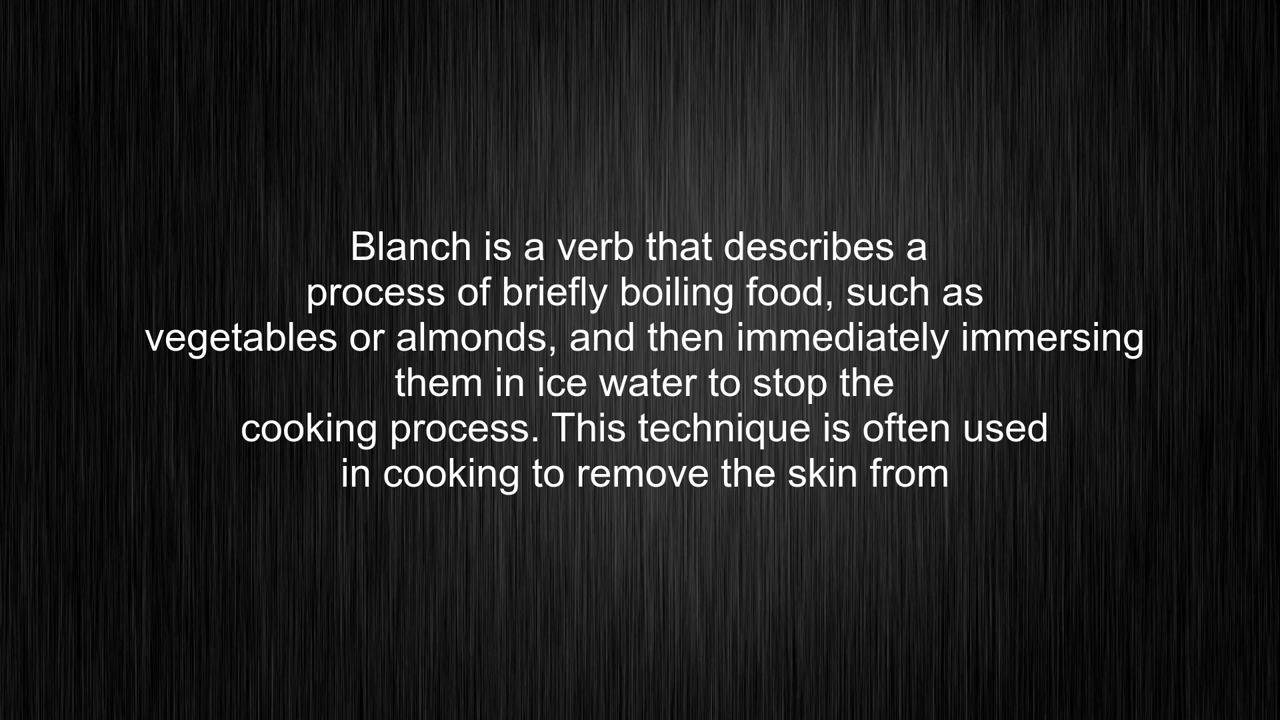 Blanch is a verb that describes a
process of briefly boiling food, such as
vegetables or almonds, and then immediately immersing
them in ice water to stop the
cooking process. This technique is often used
in cooking to remove the skin from